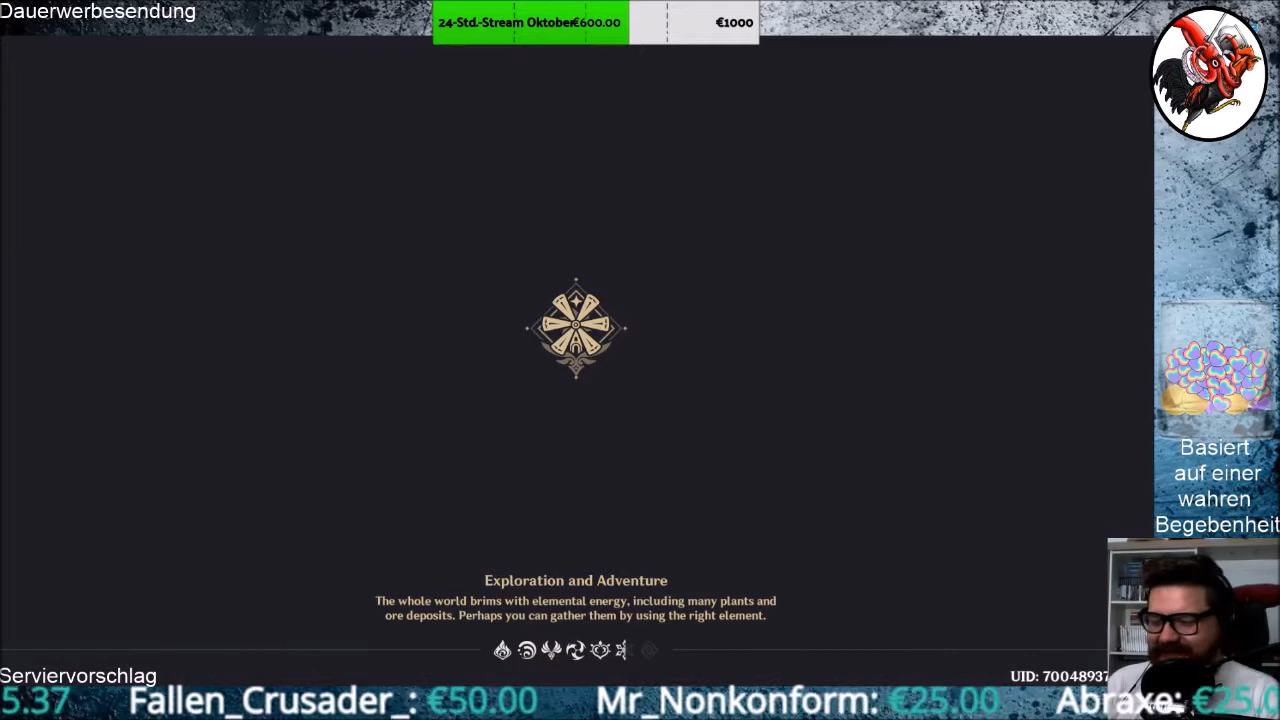 Dauerwerbesendung
24-Std.-Stream Oktober €600.00 €1000
Basiert
auf einer
wahren
Begebenheit
Exploration and Adventure
The whole world brims with elemental energy, including many plants and
ore deposits. Perhaps you can gather them by using the right element.
Serviervorschlag
UID: 70048937
5.37 Fallen_Crusader_: €50.00 Mr_Nonkonform: €25.00 Abraxe: €25.0